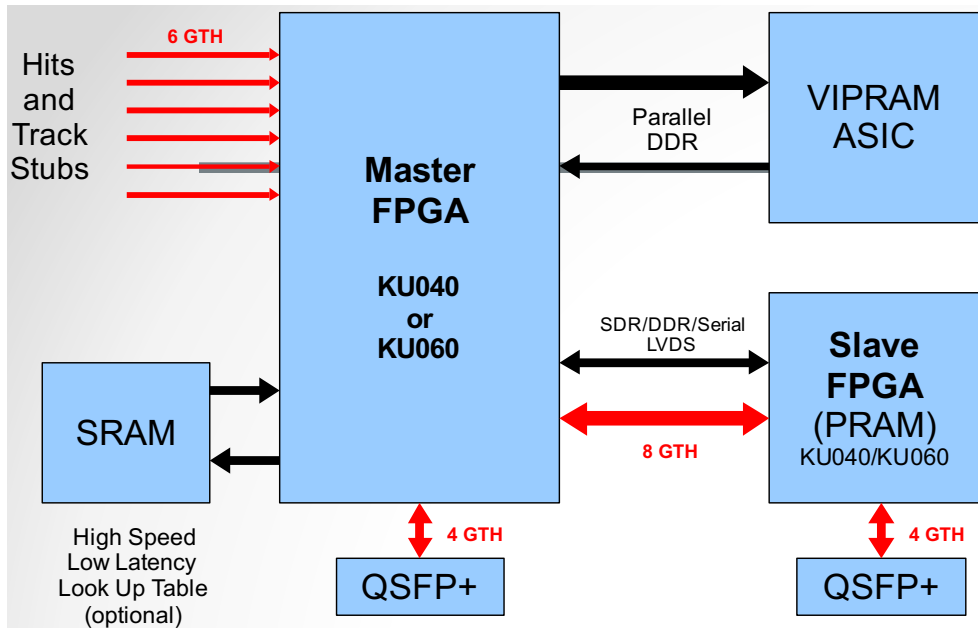 6 GTH
Hits
and
Track
Stubs
Master
FPGA
KU040
or
KU060
Parallel
DDR
VIPRAM
ASIC
SDR/DDR/Serial
LVDS
8 GTH
Slave
FPGA
(PRAM)
KU040/KU060
SRAM
High Speed
Low Latency
Look Up Table
(optional)
4 GTH
QSFP+
4 GTH
QSFP+